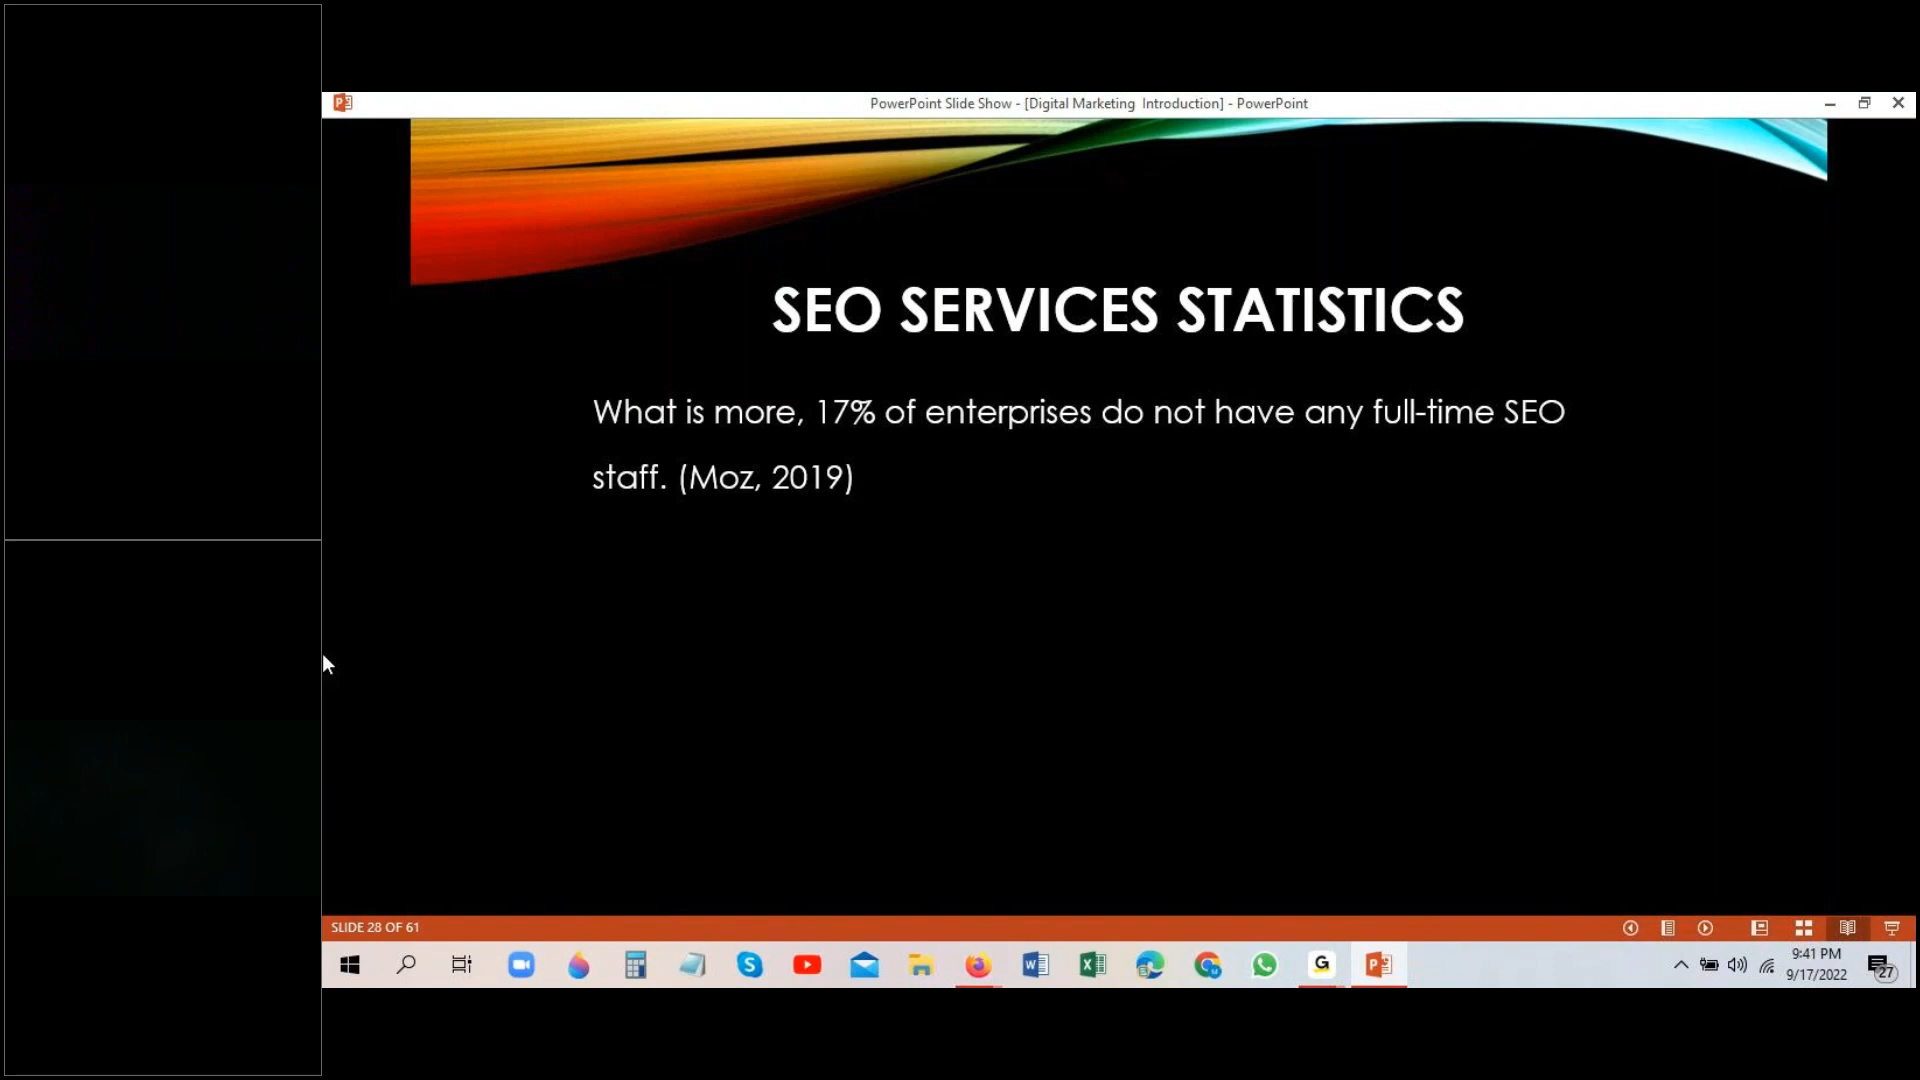 PowerPoint Slide Show - [Digital Marketing  Introduction] - PowerPoint
SEO SERVICES STATISTICS
What is more, 17% of enterprises do not have any full-time SEO
staff. (Moz, 2019)
SLIDE 28 OF 61
9:41 PM
9/17/2022
27